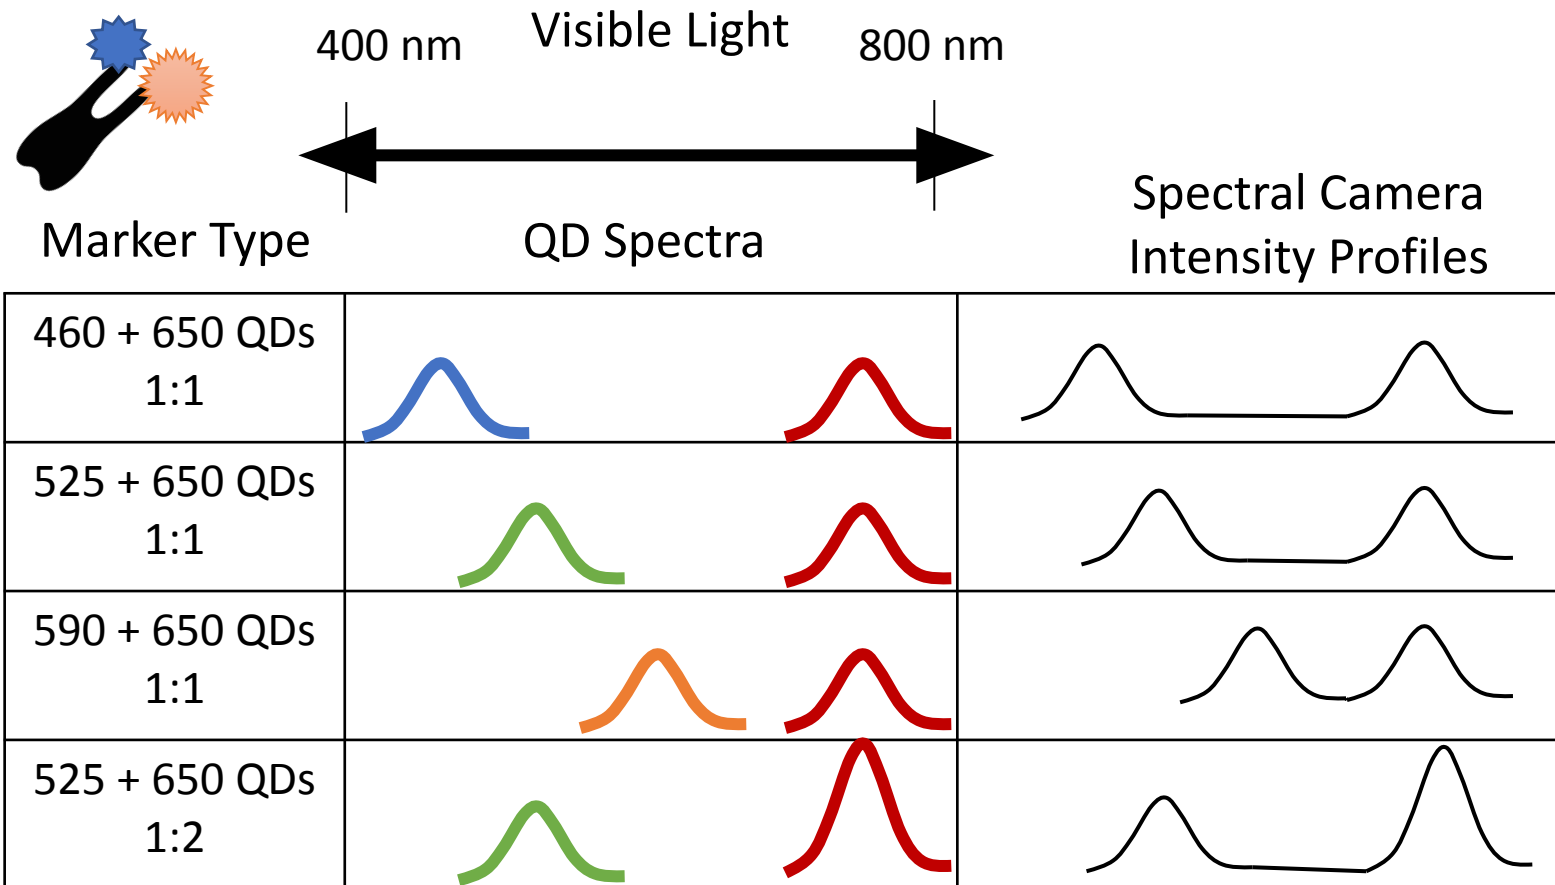 Visible Light
400 nm
800 nm
Marker Type
QD Spectra
Spectral Camera
Intensity Profiles
460 + 650 QDs
1:1
525 + 650 QDs
1:1
590 + 650 QDs
1:1
525 + 650 QDs
1:2